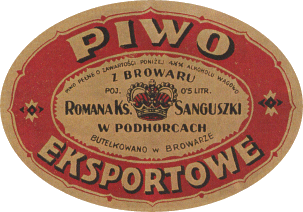 PIWO
PIWO PEŁNE O ZAWARTOŚCI PONIŻEJ 4½% ALKOHOLU WAGOWO
Z BROWARU
POJ. 0'5 LITR.
ROMANA KS. SANGUSZKI
W PODHORCACH
BUTELKOWANO W BROWARZE
EKSPORTOWE